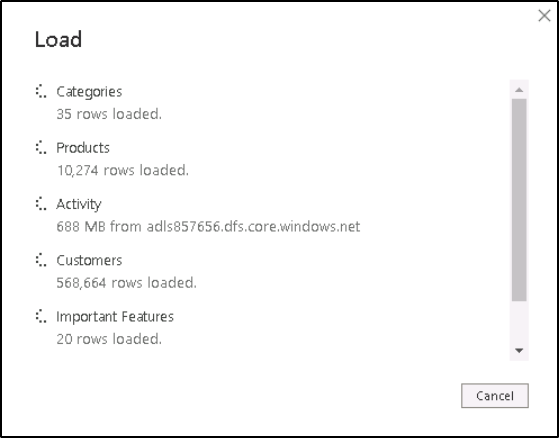 Load
Categories
35 rows loaded.
Products
10,274 rows loaded.
Activity
688 MB from adls857656.dfs.core.windows.net
Customers
568,664 rows loaded.
Important Features
20 rows loaded.
Cancel